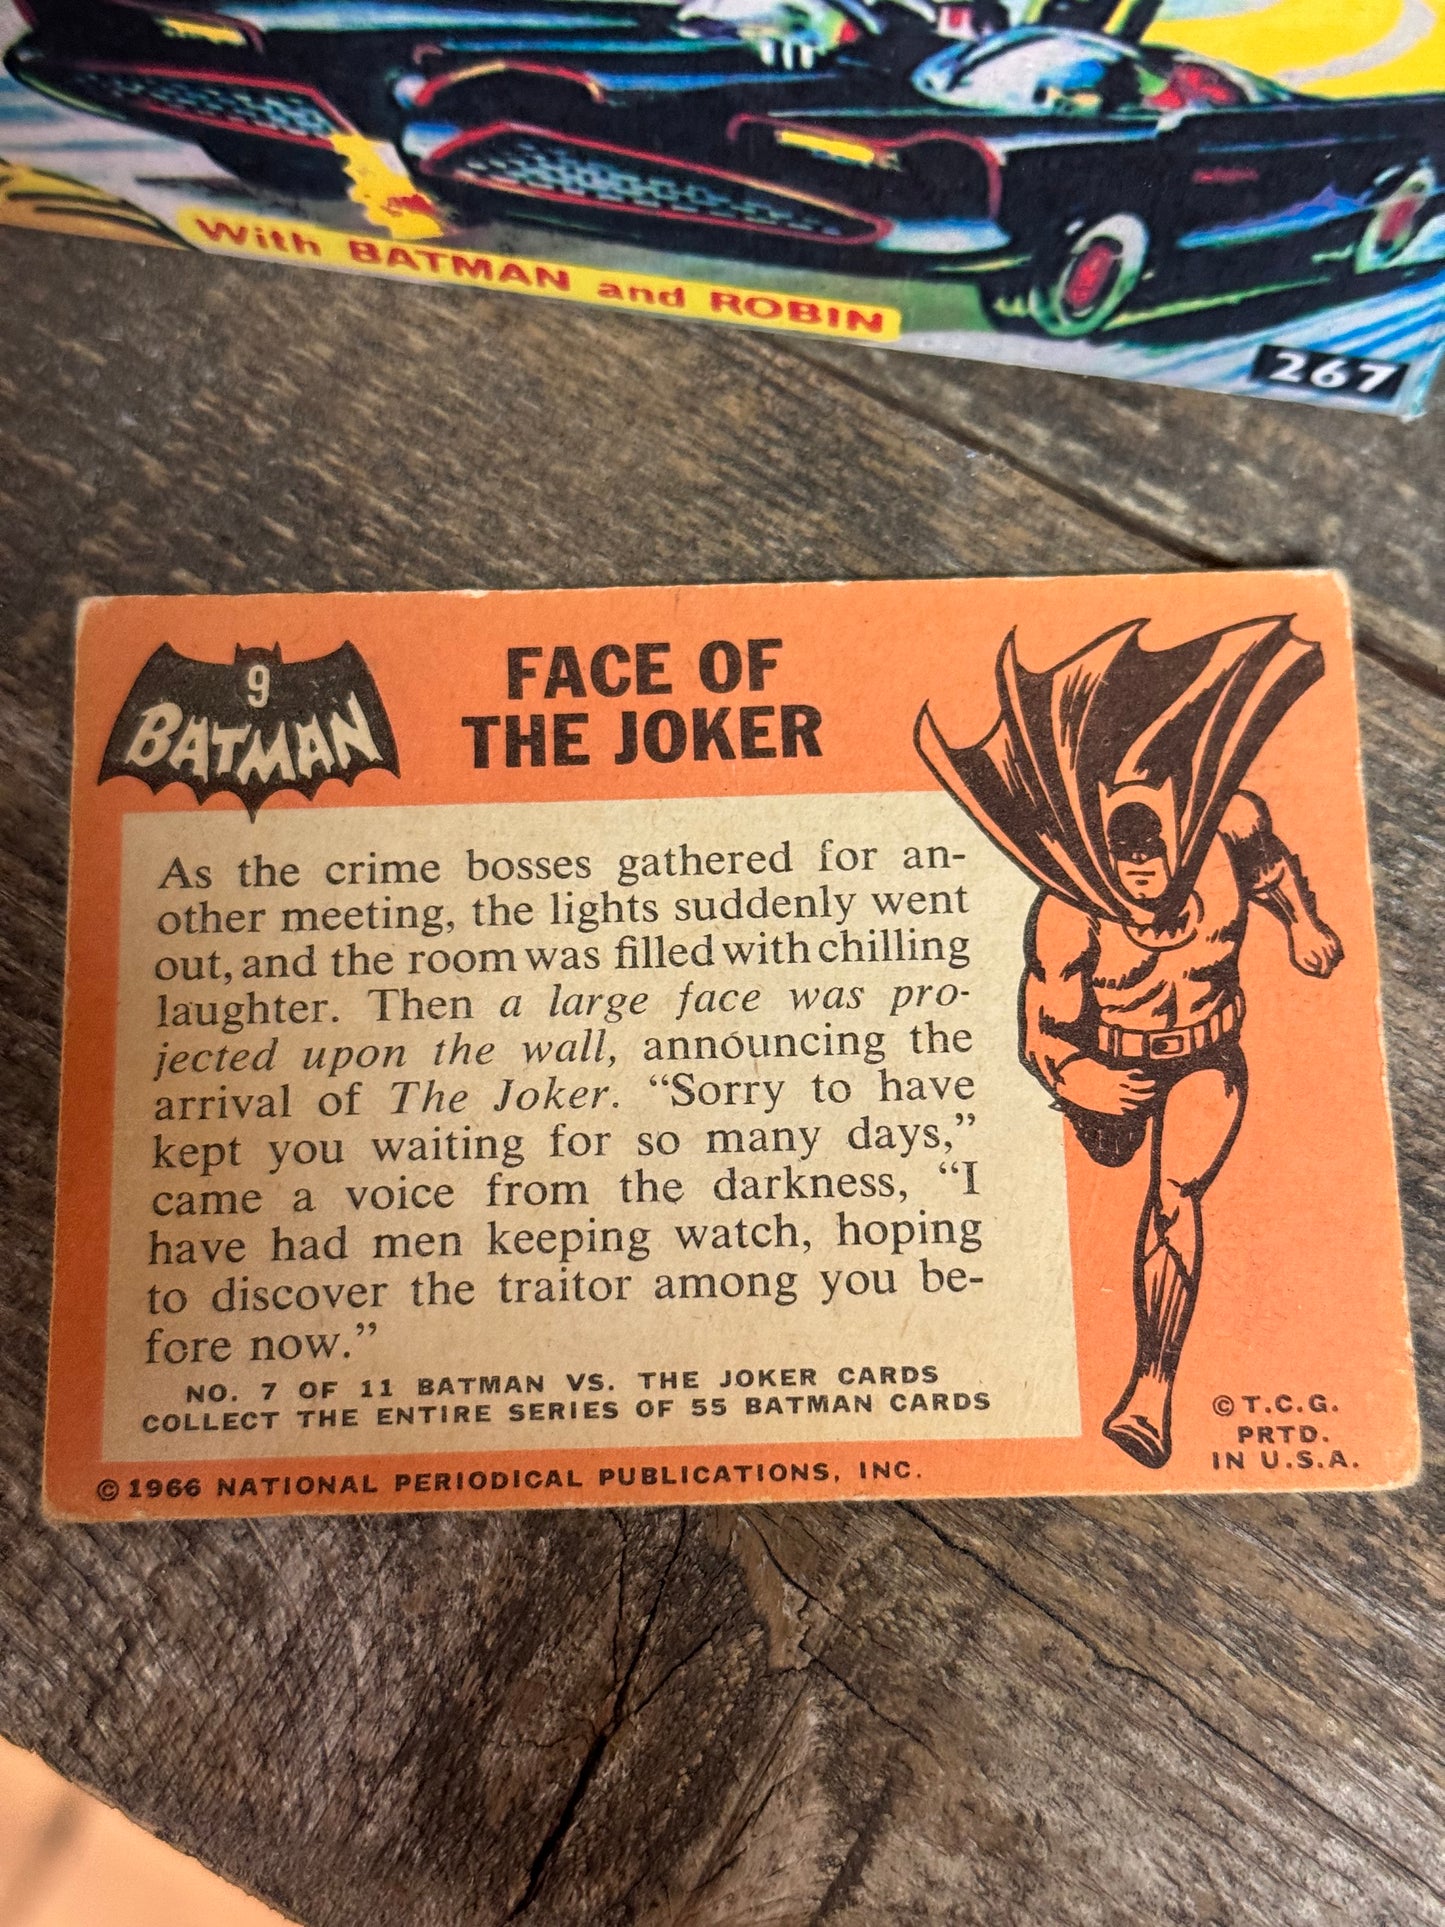 With BATMAN and ROBIN
267
9
BATMAN
FACE OF
THE JOKER
As the crime bosses gathered for an-
other meeting, the lights suddenly went
out, and the room was filled with chilling
laughter. Then a large face was pro-
jected upon the wall, announcing the
arrival of The Joker. “Sorry to have
kept you waiting for so many days,”
came a voice from the darkness, “I
have had men keeping watch, hoping
to discover the traitor among you be-
fore now.”
NO. 7 OF 11 BATMAN VS. THE JOKER CARDS
COLLECT THE ENTIRE SERIES OF 55 BATMAN CARDS
© 1966 NATIONAL PERIODICAL PUBLICATIONS, INC.
© T.C.G.
PRTD.
IN U.S.A.